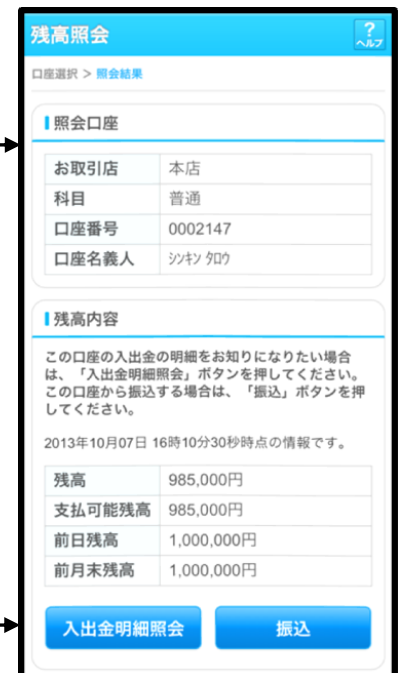 残高照会
?
ヘルプ
口座選択 > 照会結果
照会口座
お取引店 本店
科目 普通
口座番号 0002147
口座名義人 ｼﾝｷﾝ ﾀﾛｳ
残高内容
この口座の入出金の明細をお知りになりたい場合
は、「入出金明細照会」ボタンを押してください。
この口座から振込する場合は、「振込」ボタンを押
してください。
2013年10月07日 16時10分30秒時点の情報です。
残高 985,000円
支払可能残高 985,000円
前日残高 1,000,000円
前月末残高 1,000,000円
入出金明細照会 振込